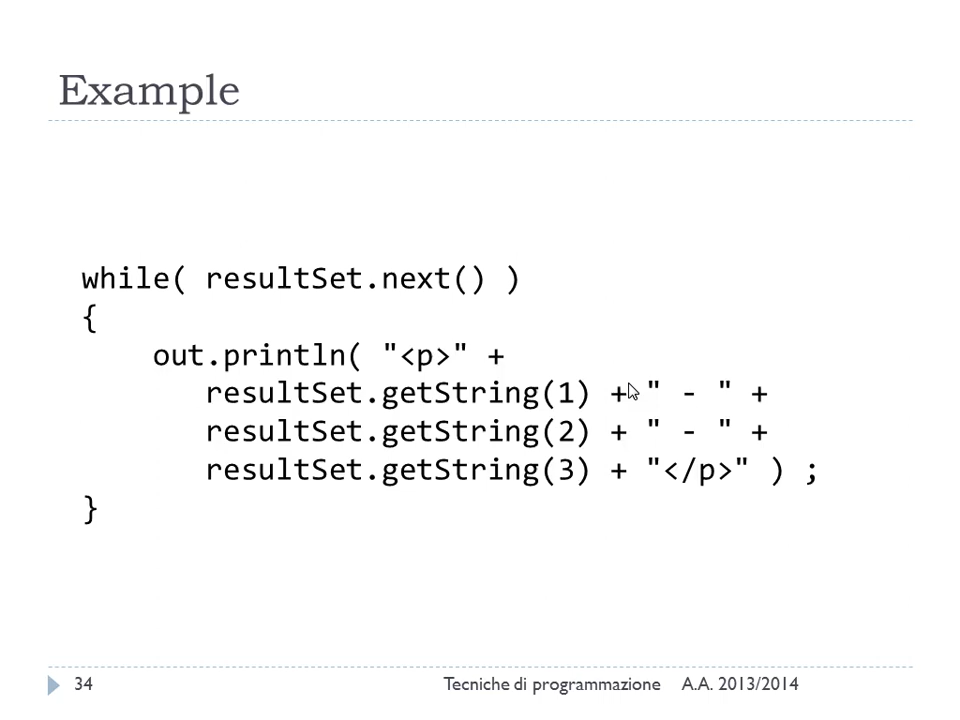 Example
while( resultSet.next() )
{
    out.println( "<p>" +
       resultSet.getString(1) + " - " +
       resultSet.getString(2) + " - " +
       resultSet.getString(3) + "</p>" ) ;
}
34 Tecniche di programmazione A.A. 2013/2014